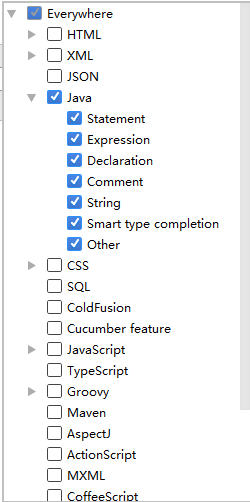 Everywhere
HTML
XML
JSON
Java
Statement
Expression
Declaration
Comment
String
Smart type completion
Other
CSS
SQL
ColdFusion
Cucumber feature
JavaScript
TypeScript
Groovy
Maven
AspectJ
ActionScript
MXML
CoffeeScript